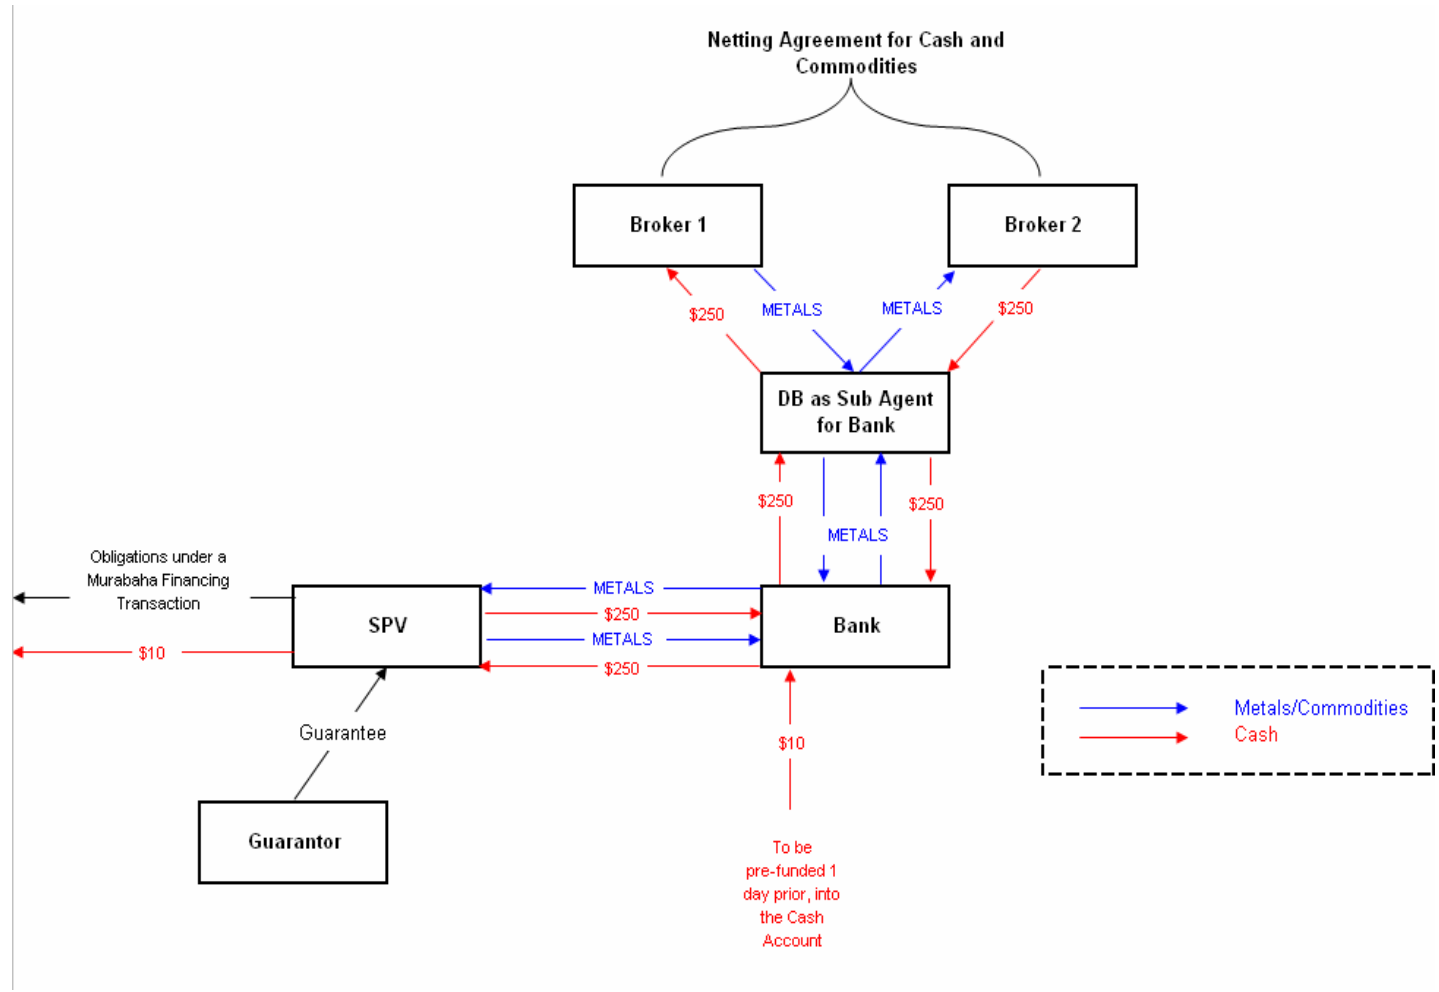 Netting Agreement for Cash and
Commodities
Broker 1
Broker 2
$250
METALS
METALS
$250
DB as Sub Agent
for Bank
$250
METALS
$250
Obligations under a
Murabaha Financing
Transaction
$10
SPV
METALS
$250
METALS
$250
Bank
Guarantee
Guarantor
$10
To be
pre-funded 1
day prior, into
the Cash
Account
Metals/Commodities
Cash